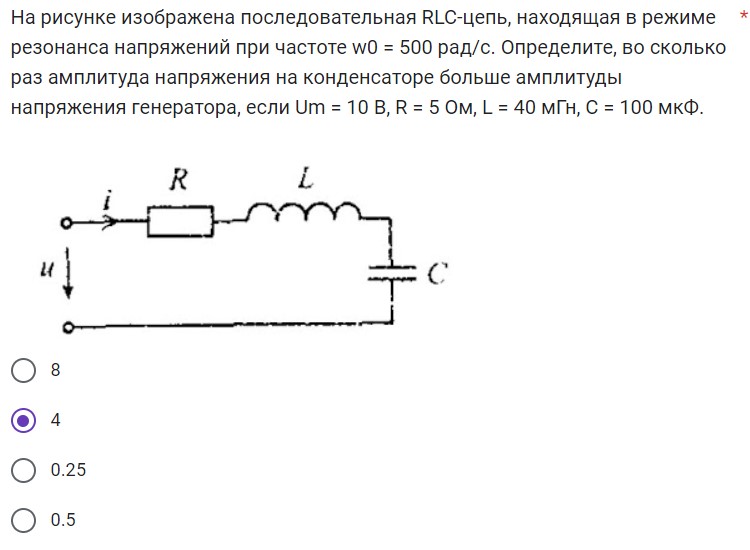 На рисунке изображена последовательная RLC-цепь, находящая в режиме *
резонанса напряжений при частоте w0 = 500 рад/с. Определите, во сколько
раз амплитуда напряжения на конденсаторе больше амплитуды
напряжения генератора, если Um = 10 В, R = 5 Ом, L = 40 мГн, C = 100 мкФ.
R L
i
u C
8
4
0.25
0.5